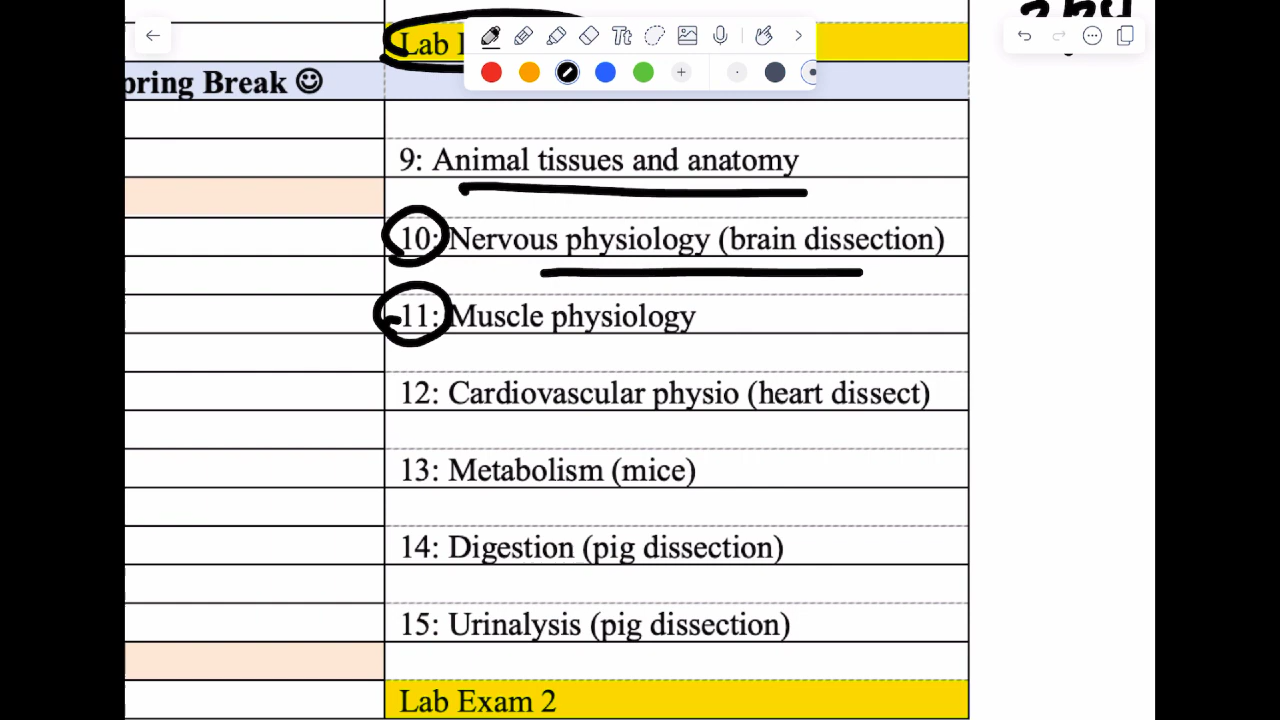 Lab
pring Break ☺
9: Animal tissues and anatomy
10: Nervous physiology (brain dissection)
11: Muscle physiology
12: Cardiovascular physio (heart dissect)
13: Metabolism (mice)
14: Digestion (pig dissection)
15: Urinalysis (pig dissection)
Lab Exam 2